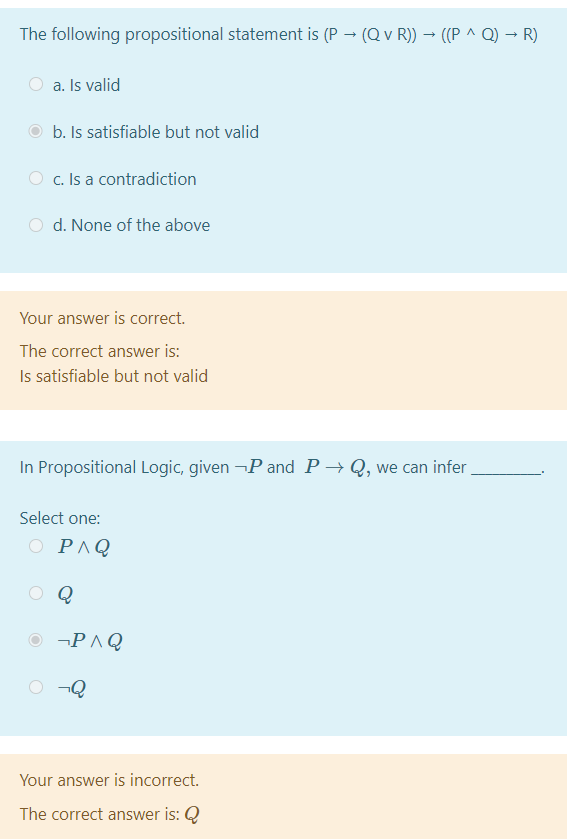 The following propositional statement is (P → (Q v R)) → ((P ^ Q) → R)
a. Is valid
b. Is satisfiable but not valid
c. Is a contradiction
d. None of the above
Your answer is correct.
The correct answer is:
Is satisfiable but not valid
In Propositional Logic, given ¬P and P → Q, we can infer ________.
Select one:
P ∧ Q
Q
¬P ∧ Q
¬Q
Your answer is incorrect.
The correct answer is: Q